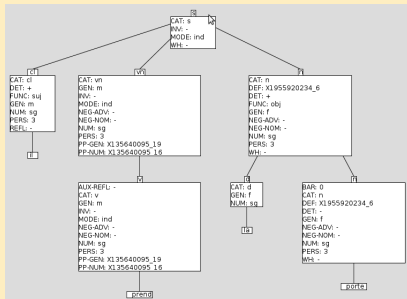 s
CAT: s
INV: -
MODE: ind
WH: -
cl
CAT: cl
DET: +
FUNC: suj
GEN: m
NUM: sg
PERS: 3
REFL: -
il
vn
CAT: vn
GEN: m
INV: -
MODE: ind
NEG-ADV: -
NEG-NOM: -
NUM: sg
PERS: 3
PP-GEN: X135640095_19
PP-NUM: X135640095_16
v
AUX-REFL: -
CAT: v
GEN: m
INV: -
MODE: ind
NEG-ADV: -
NEG-NOM: -
NUM: sg
PERS: 3
PP-GEN: X135640095_19
PP-NUM: X135640095_16
prend
n
CAT: n
DEF: X1955920234_6
DET: +
FUNC: obj
GEN: f
NEG-ADV: -
NEG-NOM: -
NUM: sg
PERS: 3
WH: -
d
CAT: d
GEN: f
NUM: sg
la
n
BAR: 0
CAT: n
DEF: X1955920234_6
DET: -
GEN: f
NEG-ADV: -
NEG-NOM: -
NUM: sg
PERS: 3
WH: -
porte